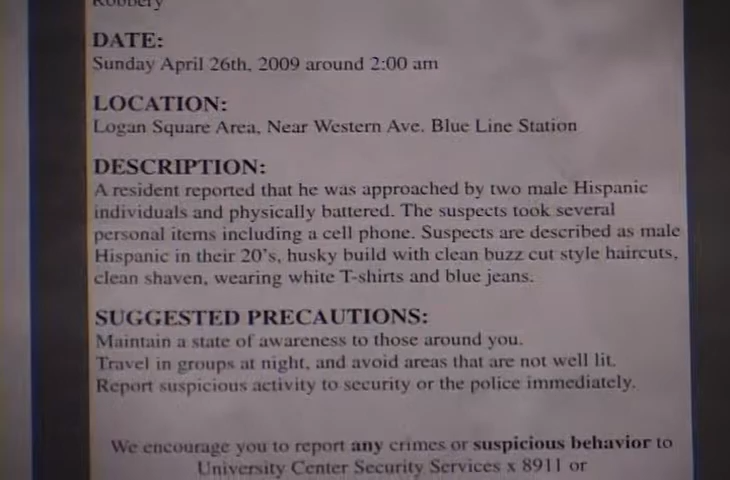 Robbery
DATE:
Sunday April 26th, 2009 around 2:00 am
LOCATION:
Logan Square Area, Near Western Ave. Blue Line Station
DESCRIPTION:
A resident reported that he was approached by two male Hispanic
individuals and physically battered. The suspects took several
personal items including a cell phone. Suspects are described as male
Hispanic in their 20's, husky build with clean buzz cut style haircuts,
clean shaven, wearing white T-shirts and blue jeans.
SUGGESTED PRECAUTIONS:
Maintain a state of awareness to those around you.
Travel in groups at night, and avoid areas that are not well lit.
Report suspicious activity to security or the police immediately.
We encourage you to report any crimes or suspicious behavior to
University Center Security Services x 8911 or